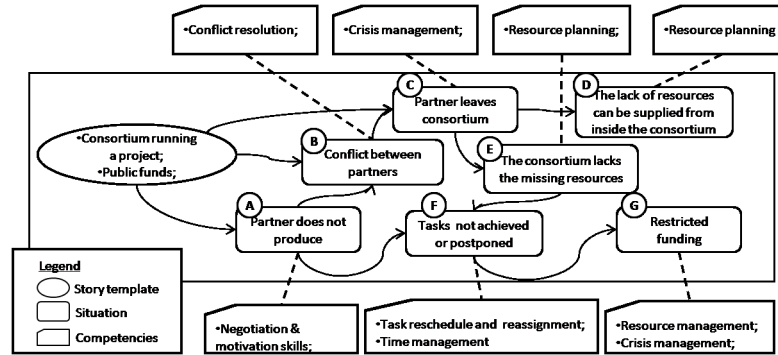 •Conflict resolution;
•Crisis management;
•Resource planning;
•Resource planning
C
Partner leaves
consortium
D
The lack of resources
can be supplied from
inside the consortium
•Consortium running
a project;
•Public funds;
B
Conflict between
partners
E
The consortium lacks
the missing resources
A
Partner does not
produce
F
Tasks not achieved
or postponed
G
Restricted
funding
Legend
Story template
Situation
Competencies
•Negotiation &
motivation skills;
•Task reschedule and reassignment;
•Time management
•Resource management;
•Crisis management;